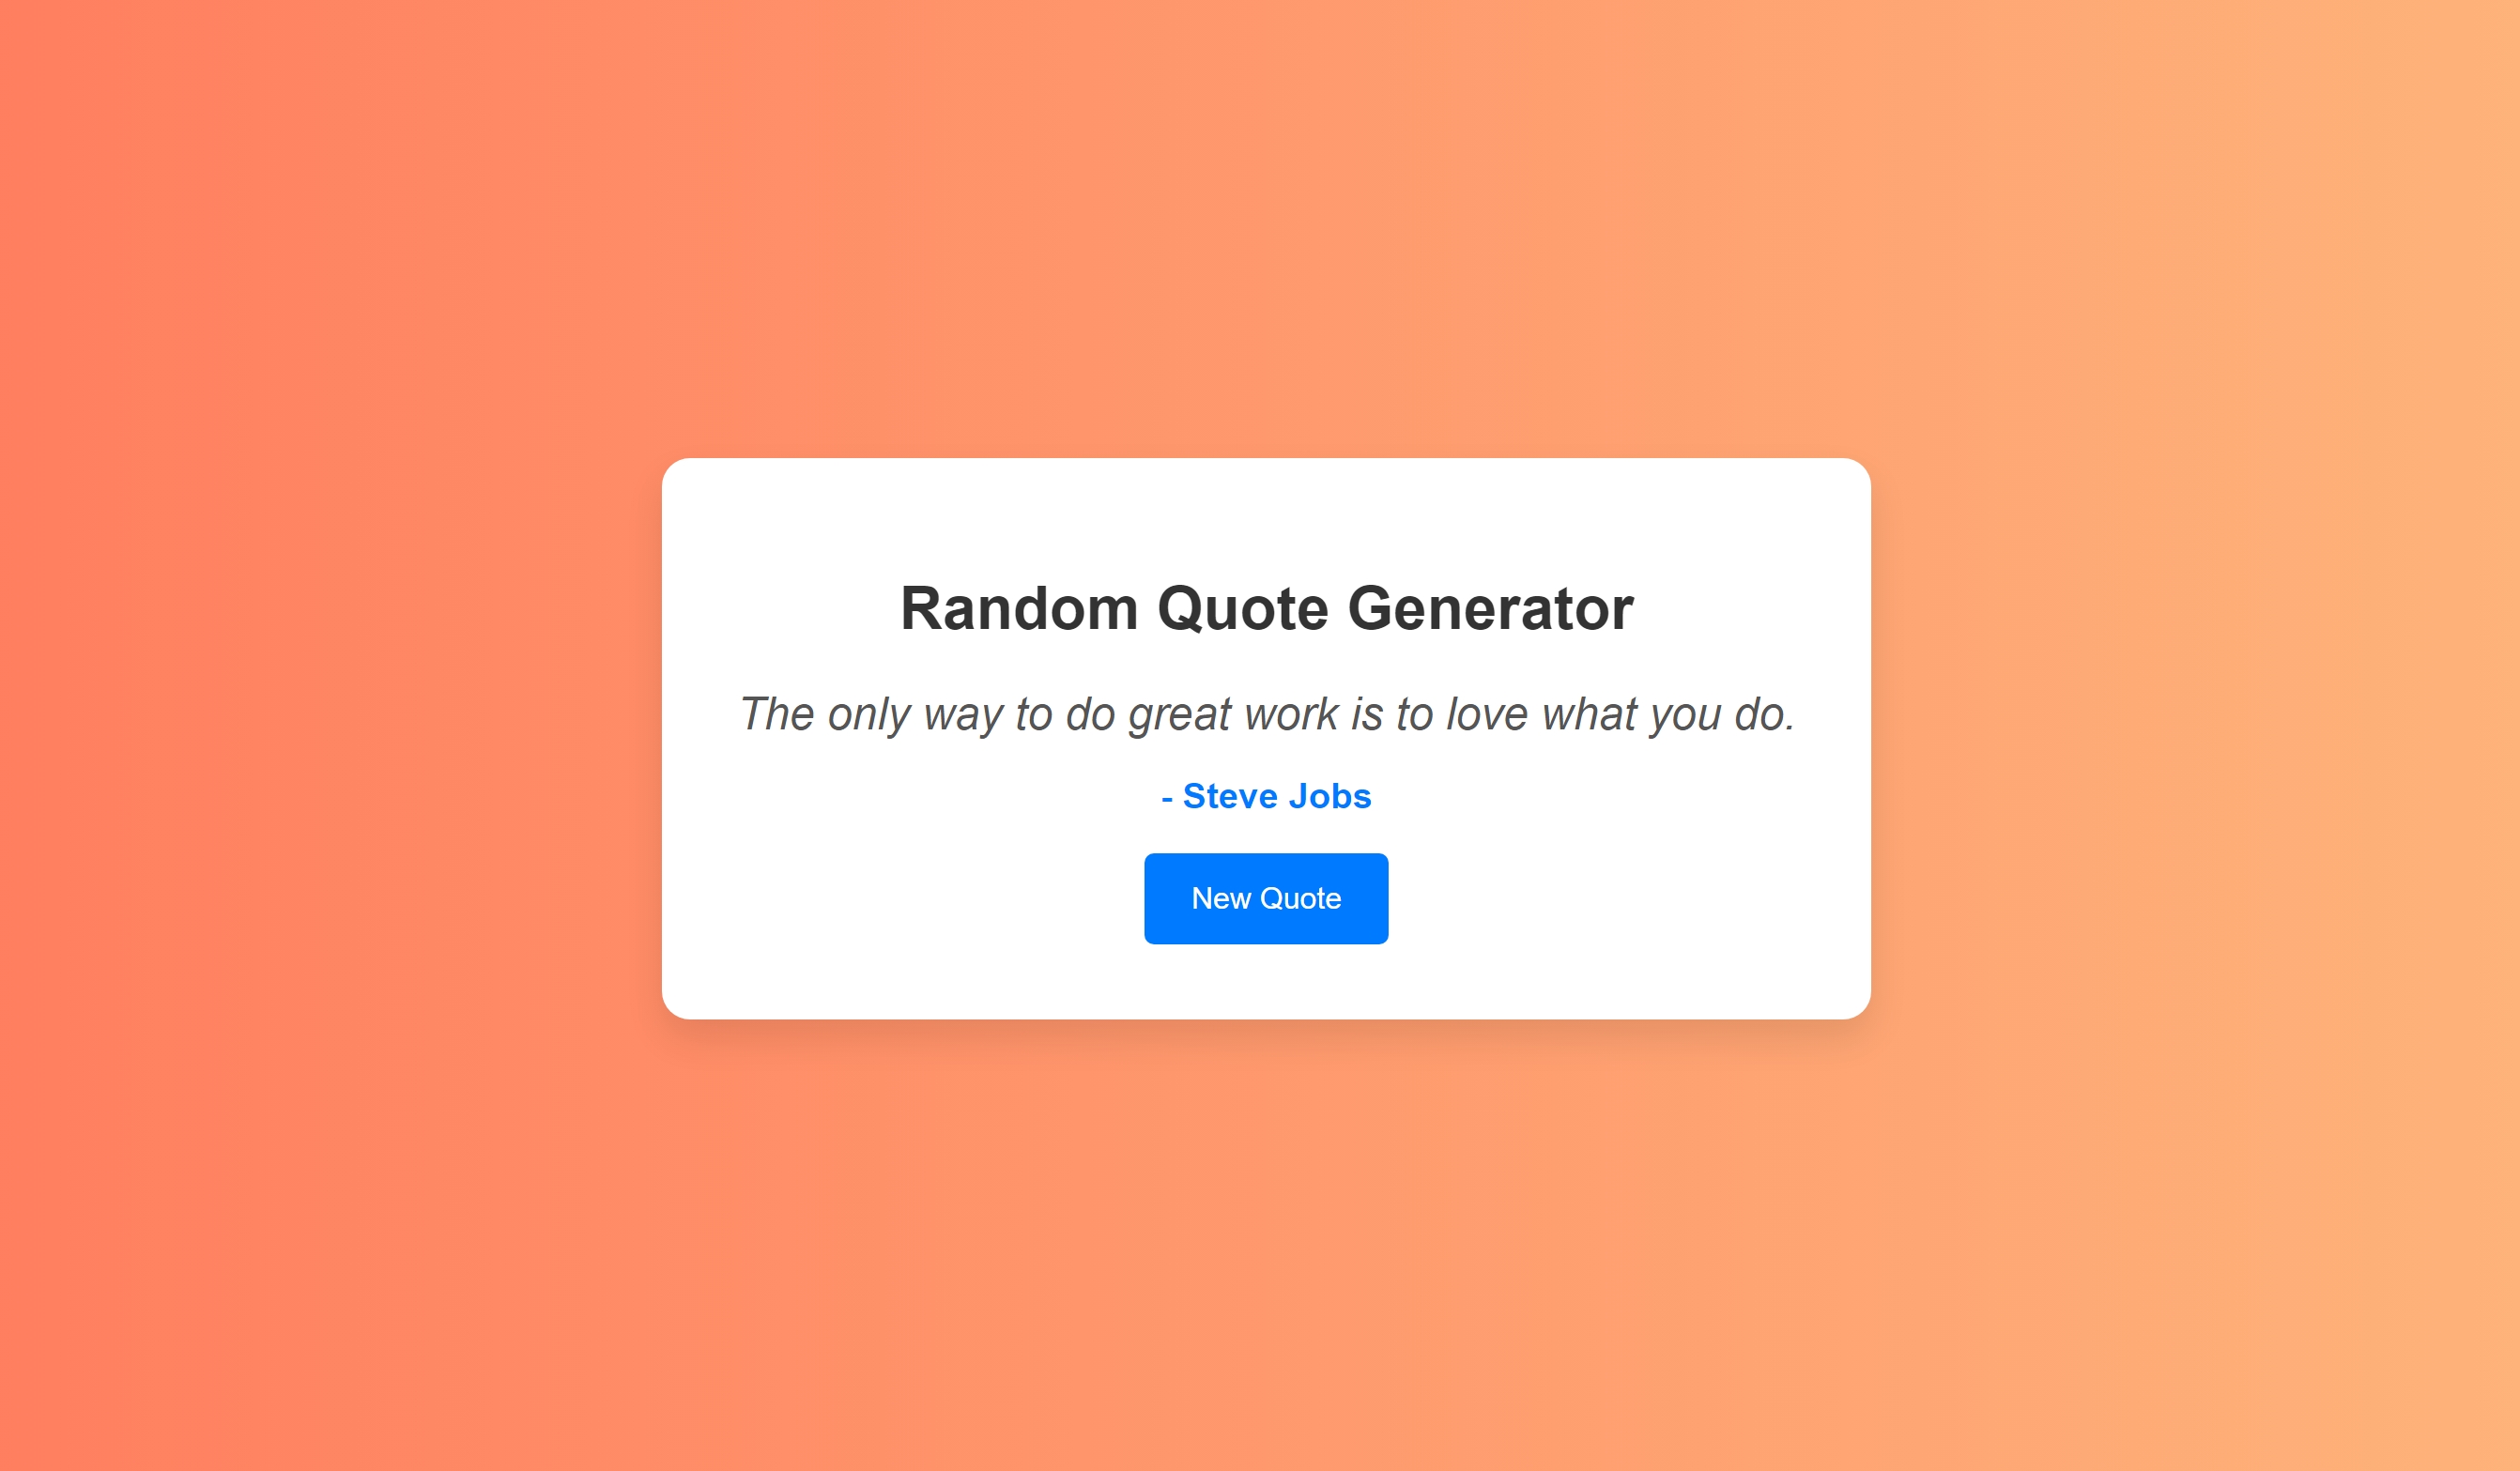 Random Quote Generator
The only way to do great work is to love what you do.
- Steve Jobs
New Quote